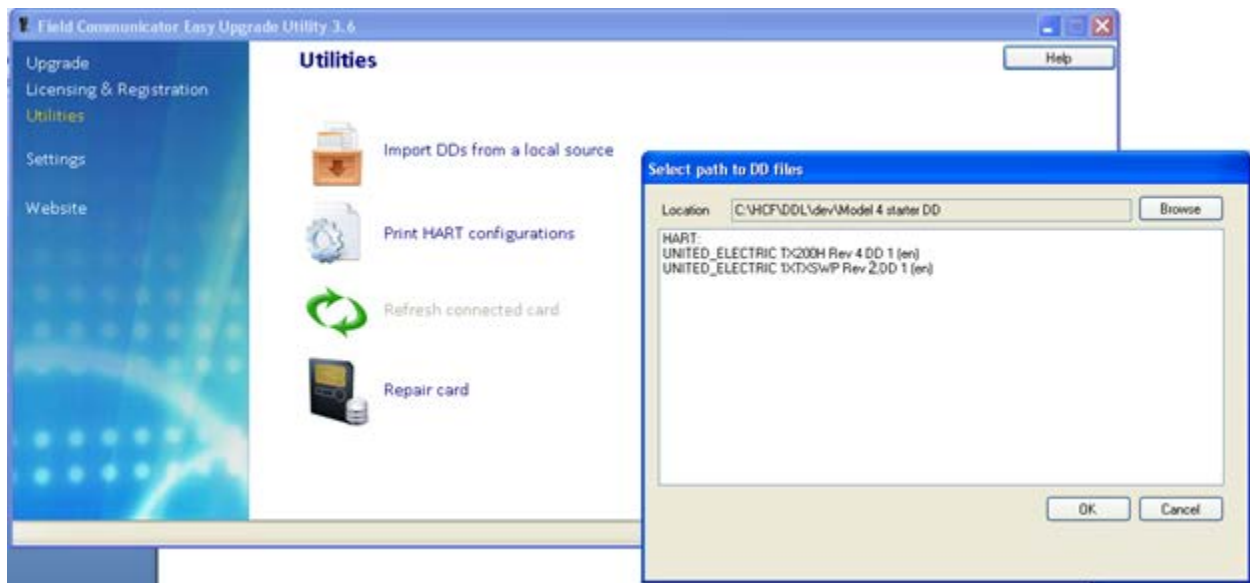 Field Communicator Easy Upgrade Utility 3.6
Upgrade
Licensing & Registration
Utilities
Settings
Website
Utilities
Help
Import DDs from a local source
Print HART configurations
Refresh connected card
Repair card
Select path to DD files
Location C:\HCF\DDL\dev\Model 4 starter DD Browse
HART:
UNITED_ELECTRIC TX200H Rev 4 DD 1 (en)
UNITED_ELECTRIC 1XTXSWP Rev 2 DD 1 (en)
OK Cancel